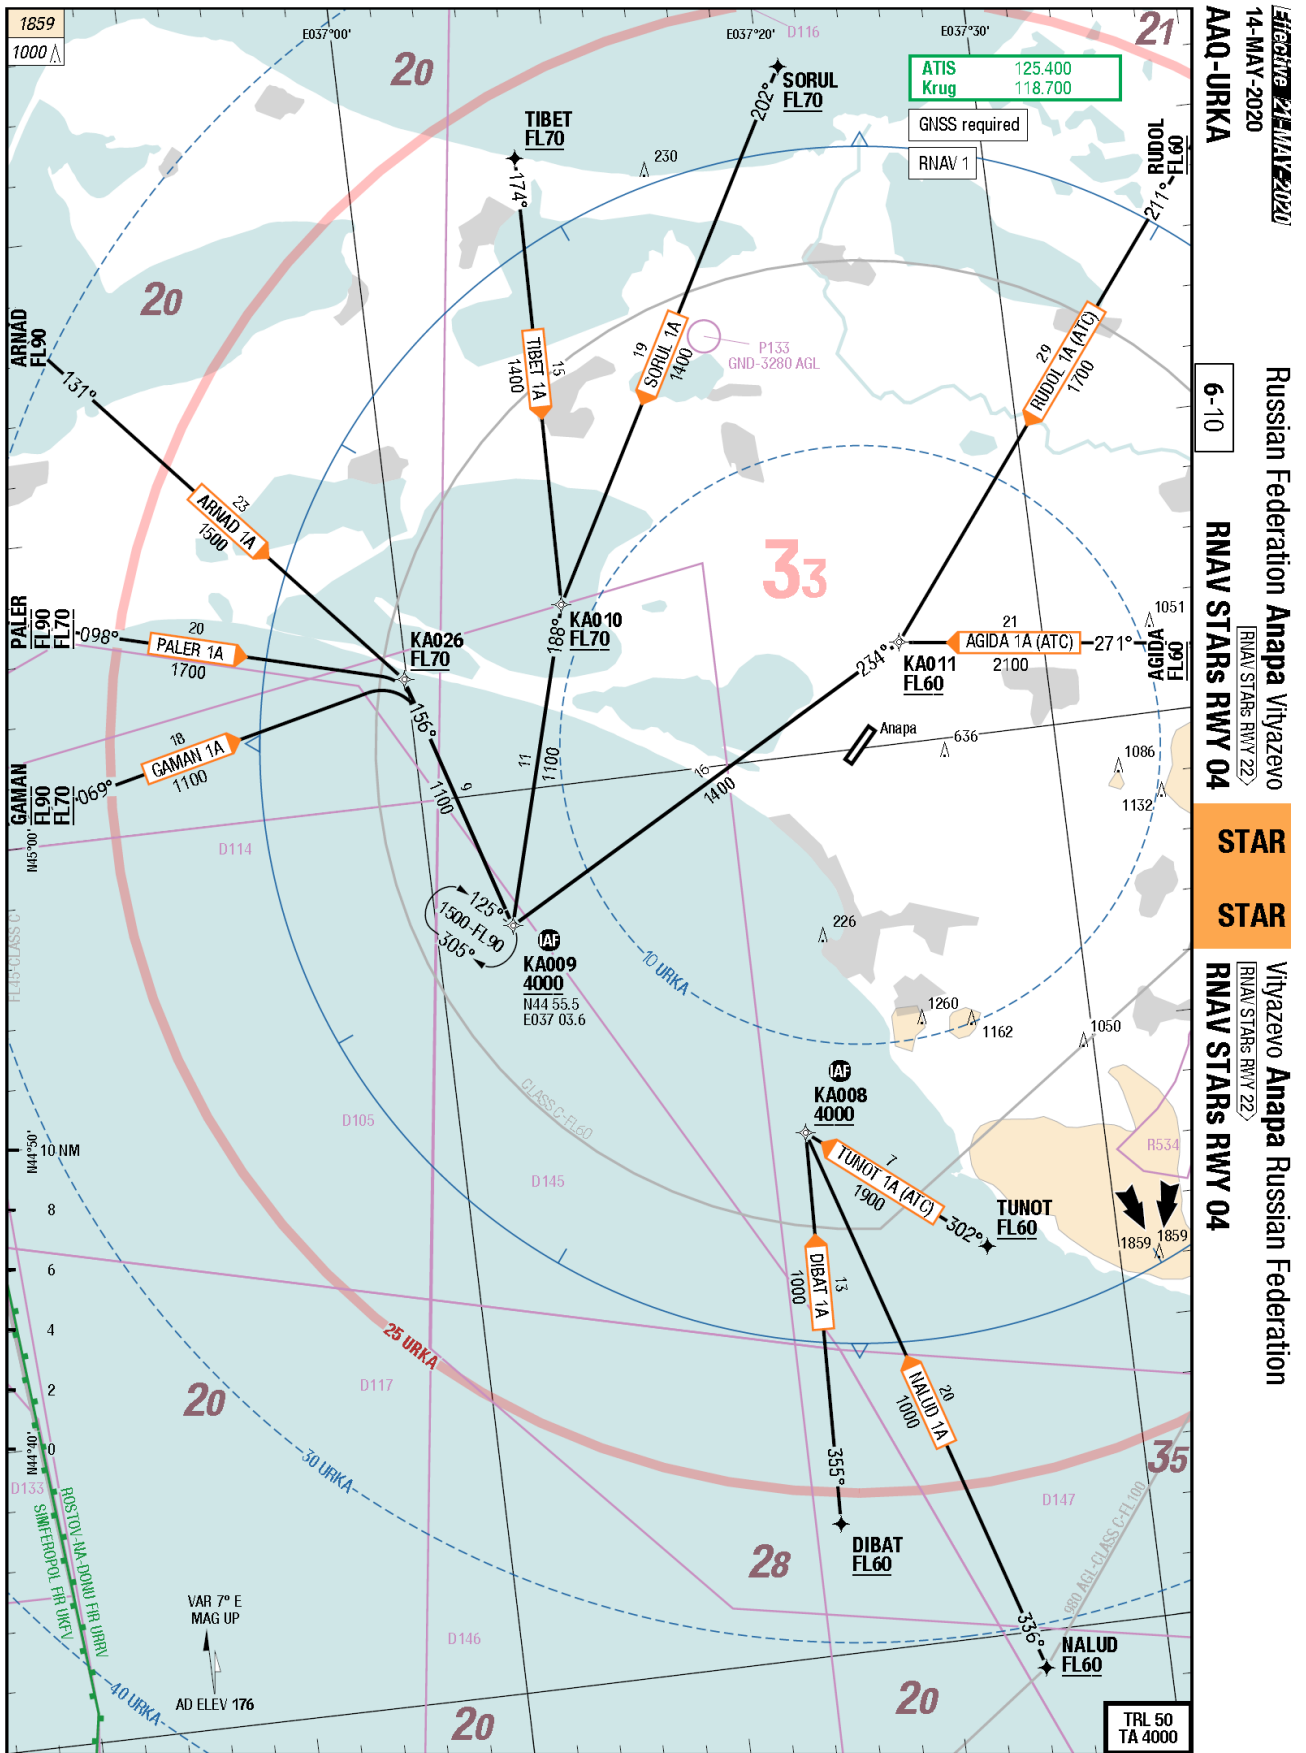 1859
1000
E037°00'
20
E037°20'
D116
E037°30'
21
ATIS 125.400
Krug 118.700
GNSS required
RNAV 1
SORUL
FL70
202°
TIBET
FL70
174°
230
RUDOL
FL60
211°
20
ARNAD
FL90
131°
TIBET 1A
15
1400
SORUL 1A
19
1400
P133
GND-3280 AGL
RUDOL 1A (ATC)
29
1700
23
ARNAD 1A
1500
33
PALER
FL90
FL70
098°
20
PALER 1A
1700
KA026
FL70
KA010
FL70
188°
234°
KA011
FL60
21
AGIDA 1A (ATC)
2100
271°
AGIDA
FL60
1051
156°
18
GAMAN 1A
1100
GAMAN
FL90
FL70
069°
N45°00'
9
1100
11
1100
16
1400
Anapa
636
1086
1132
D114
125°
1500-FL90
305°
IAF
KA009
4000
N44 55.5
E037 03.6
226
10 URKA
FL45-CLASS C
1260
1162
1050
CLASS C-FL60
IAF
KA008
4000
D105
D145
R534
7
TUNOT 1A (ATC)
1900
302°
TUNOT
FL60
1859
1859
N44°50'
10 NM
8
6
4
2
0
N44°40'
DIBAT 1A
13
1000
NALUD 1A
20
1000
25 URKA
D117
20
30 URKA
355°
DIBAT
FL60
28
D147
35
980 AGL-CLASS C-FL100
D133
ROSTOV-NA-DONU FIR URRV
SIMFEROPOL FIR UKFV
VAR 7° E
MAG UP
AD ELEV 176
40 URKA
D146
20
336°
NALUD
FL60
20
TRL 50
TA 4000
Effective 21-MAY-2020
14-MAY-2020
AAQ-URKA
6-10
Russian Federation Anapa Vityazevo
RNAV STARs RWY 22
RNAV STARs RWY 04
STAR
STAR
Vityazevo Anapa Russian Federation
RNAV STARs RWY 22
RNAV STARs RWY 04